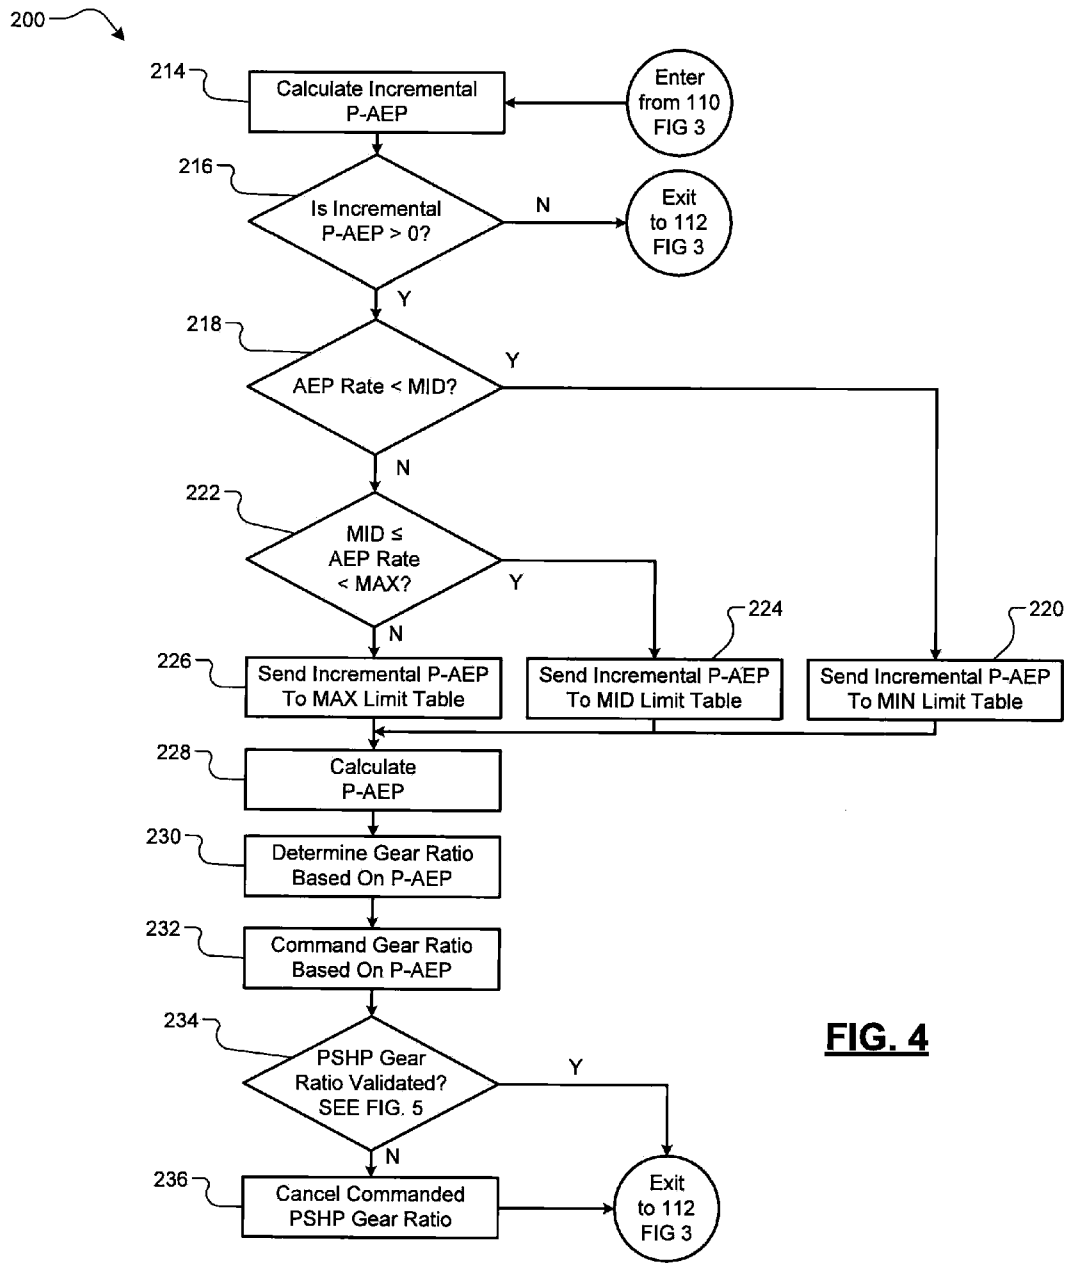 200
214
Calculate Incremental
P-AEP
Enter
from 110
FIG 3
216
Is Incremental
P-AEP > 0?
N
Exit
to 112
FIG 3
Y
218
AEP Rate < MID?
Y
N
222
MID ≤
AEP Rate
< MAX?
Y
N
224
220
226
Send Incremental P-AEP
To MAX Limit Table
Send Incremental P-AEP
To MID Limit Table
Send Incremental P-AEP
To MIN Limit Table
228
Calculate
P-AEP
230
Determine Gear Ratio
Based On P-AEP
232
Command Gear Ratio
Based On P-AEP
234
PSHP Gear
Ratio Validated?
SEE FIG. 5
Y
N
FIG. 4
236
Cancel Commanded
PSHP Gear Ratio
Exit
to 112
FIG 3